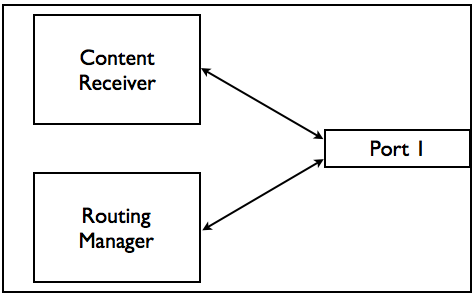 Content
Receiver
Port 1
Routing
Manager